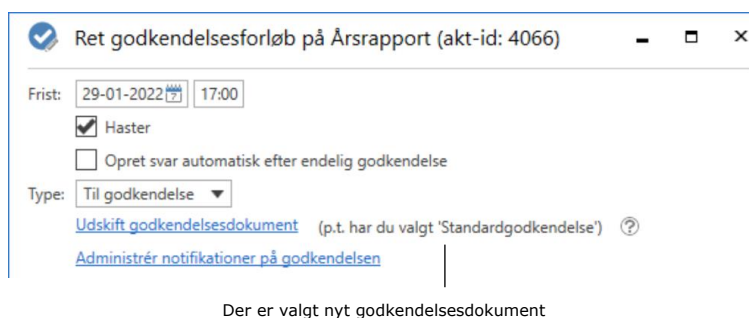 Ret godkendelsesforløb på Årsrapport (akt-id: 4066)
Frist: 29-01-2022 7 17:00
Haster
Opret svar automatisk efter endelig godkendelse
Type: Til godkendelse
Udskift godkendelsesdokument (p.t. har du valgt 'Standardgodkendelse') ?
Administrér notifikationer på godkendelsen
Der er valgt nyt godkendelsesdokument